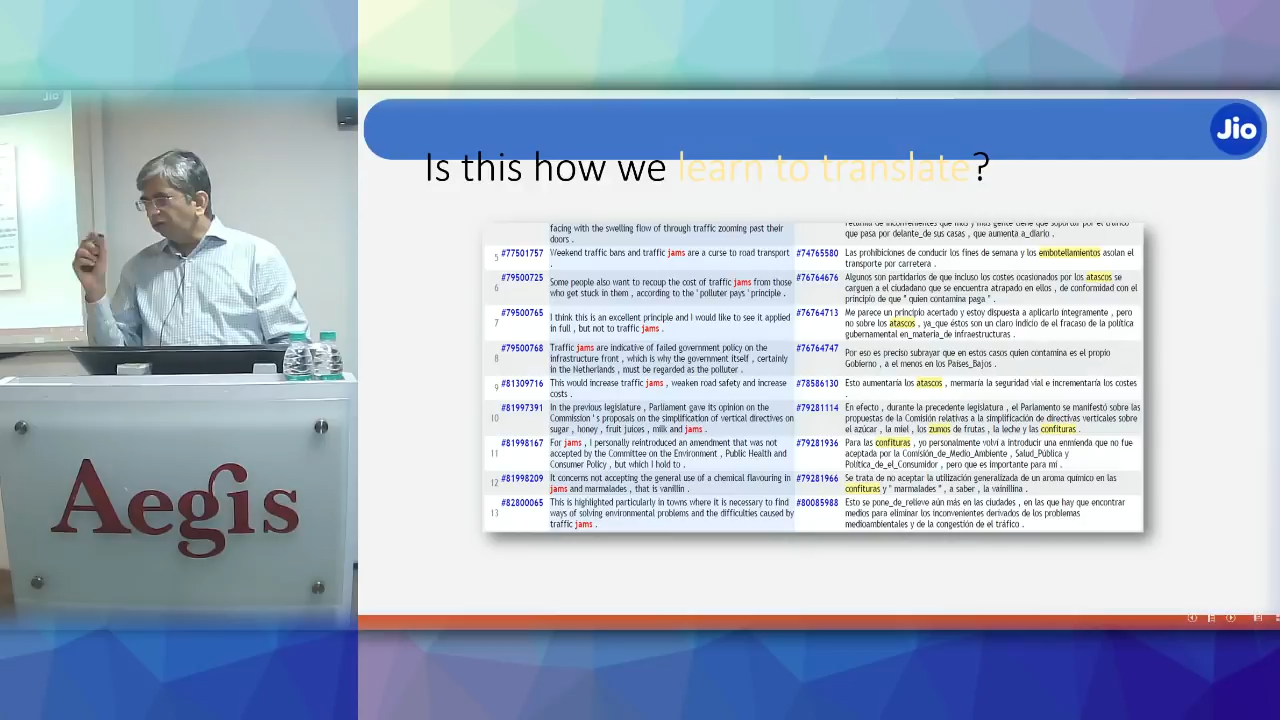 Jio
Jio
Is this how we learn to translate?
facing with the swelling flow of through traffic zooming past their
doors .
que pasa por delante_de sus casas , que aumenta a_diario .
5 #77501757 Weekend traffic bans and traffic jams are a curse to road transport
.
#74765580 Las prohibiciones de conducir los fines de semana y los embotellamientos asolan el
transporte por carretera .
6 #79500725 Some people also want to recoup the cost of traffic jams from those
who get stuck in them , according to the ' polluter pays ' principle .
#76764676 Algunos son partidarios de que incluso los costes ocasionados por los atascos se
carguen a el ciudadano que se encuentra atrapado en ellos , de conformidad con el
principio de que " quien contamina paga " .
7 #79500765 I think this is an excellent principle and I would like to see it applied
in full , but not to traffic jams .
#76764713 Me parece un principio acertado y estoy dispuesta a aplicarlo íntegramente , pero
no sobre los atascos , ya_que éstos son un claro indicio del fracaso de la política
gubernamental en_materia_de infraestructuras .
8 #79500768 Traffic jams are indicative of failed government policy on the
infrastructure front , which is why the government itself , certainly
in the Netherlands , must be regarded as the polluter .
#76764747 Por eso es preciso subrayar que en estos casos quien contamina es el propio
Gobierno , a el menos en los Países_Bajos .
9 #81309716 This would increase traffic jams , weaken road safety and increase
costs .
#78586130 Esto aumentaría los atascos , mermaría la seguridad vial e incrementaría los costes
.
10 #81997391 In the previous legislature , Parliament gave its opinion on the
Commission ' s proposals on the simplification of vertical directives on
sugar , honey , fruit juices , milk and jams .
#79281114 En efecto , durante la precedente legislatura , el Parlamento se manifestó sobre las
propuestas de la Comisión relativas a la simplificación de directivas verticales sobre
el azúcar , la miel , los zumos de frutas , la leche y las confituras .
11 #81998167 For jams , I personally reintroduced an amendment that was not
accepted by the Committee on the Environment , Public Health and
Consumer Policy , but which I hold to .
#79281936 Para las confituras , yo personalmente volví a introducir una enmienda que no fue
aceptada por la Comisión_de_Medio_Ambiente , Salud_Pública y
Política_de_el_Consumidor , pero que es importante para mí .
12 #81998209 It concerns not accepting the general use of a chemical flavouring in
jams and marmalades , that is vanillin .
#79281966 Se trata de no aceptar la utilización generalizada de un aroma químico en las
confituras y " marmalades " , a saber , la vainillina .
13 #82800065 This is highlighted particularly in towns where it is necessary to find
ways of solving environmental problems and the difficulties caused by
traffic jams .
#80085988 Esto se pone_de_relieve aún más en las ciudades , en las que hay que encontrar
medios para eliminar los inconvenientes derivados de los problemas
medioambientales y de la congestión de el tráfico .
Aegis